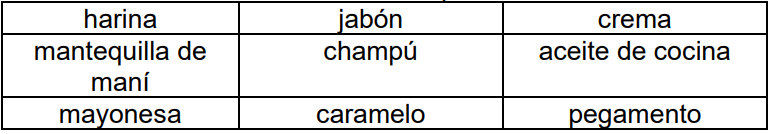 harina jabón crema
mantequilla de maní champú aceite de cocina
mayonesa caramelo pegamento